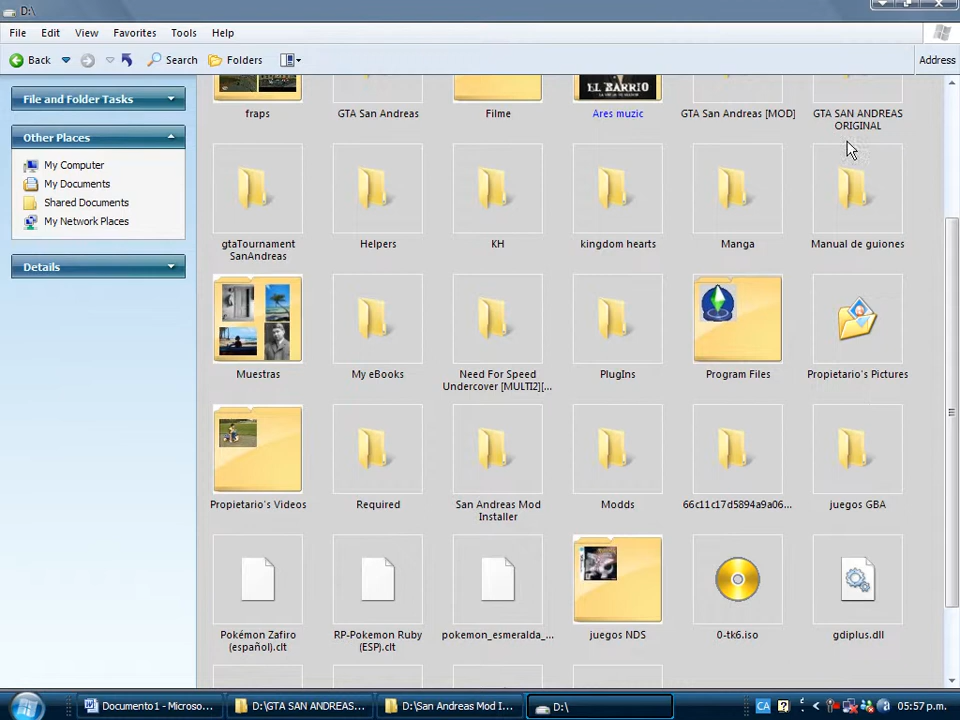 D:\
File Edit View Favorites Tools Help
Back Search Folders Address
File and Folder Tasks
Other Places
My Computer
My Documents
Shared Documents
My Network Places
Details
EL BARRIO
fraps GTA San Andreas Filme Ares muzic GTA San Andreas [MOD] GTA SAN ANDREAS
ORIGINAL
gtaTournament Helpers KH kingdom hearts Manga Manual de guiones
SanAndreas
Muestras My eBooks Need For Speed PlugIns Program Files Propietario's Pictures
Undercover [MULTI2][...
Propietario's Videos Required San Andreas Mod Modds 66c11c17d5894a9a06... juegos GBA
Installer
Pokémon Zafiro RP-Pokemon Ruby pokemon_esmeralda_... juegos NDS 0-tk6.iso gdiplus.dll
(español).clt (ESP).clt
Documento1 - Microso... D:\GTA SAN ANDREAS... D:\San Andreas Mod I... D:\ CA 05:57 p.m.